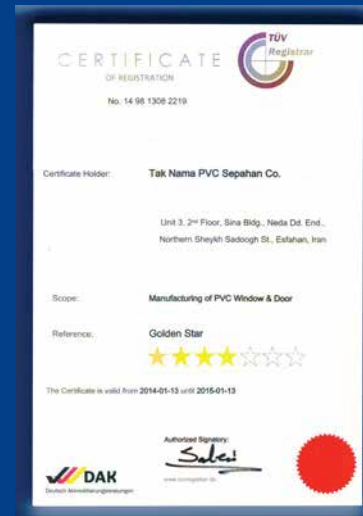 TÜV
Registrar
CERTIFICATE
OF REGISTRATION
No. 14 98 1308 2219
Certificate Holder:
Tak Nama PVC Sepahan Co.
Unit 3, 2nd Floor, Sina Bldg., Neda Dd. End.,
Northern Sheykh Sadoogh St., Esfahan, Iran
Scope:
Manufacturing of PVC Window & Door
Reference:
Golden Star
The Certificate is valid from 2014-01-13 until 2015-01-13
Authorized Signatory:
DAK